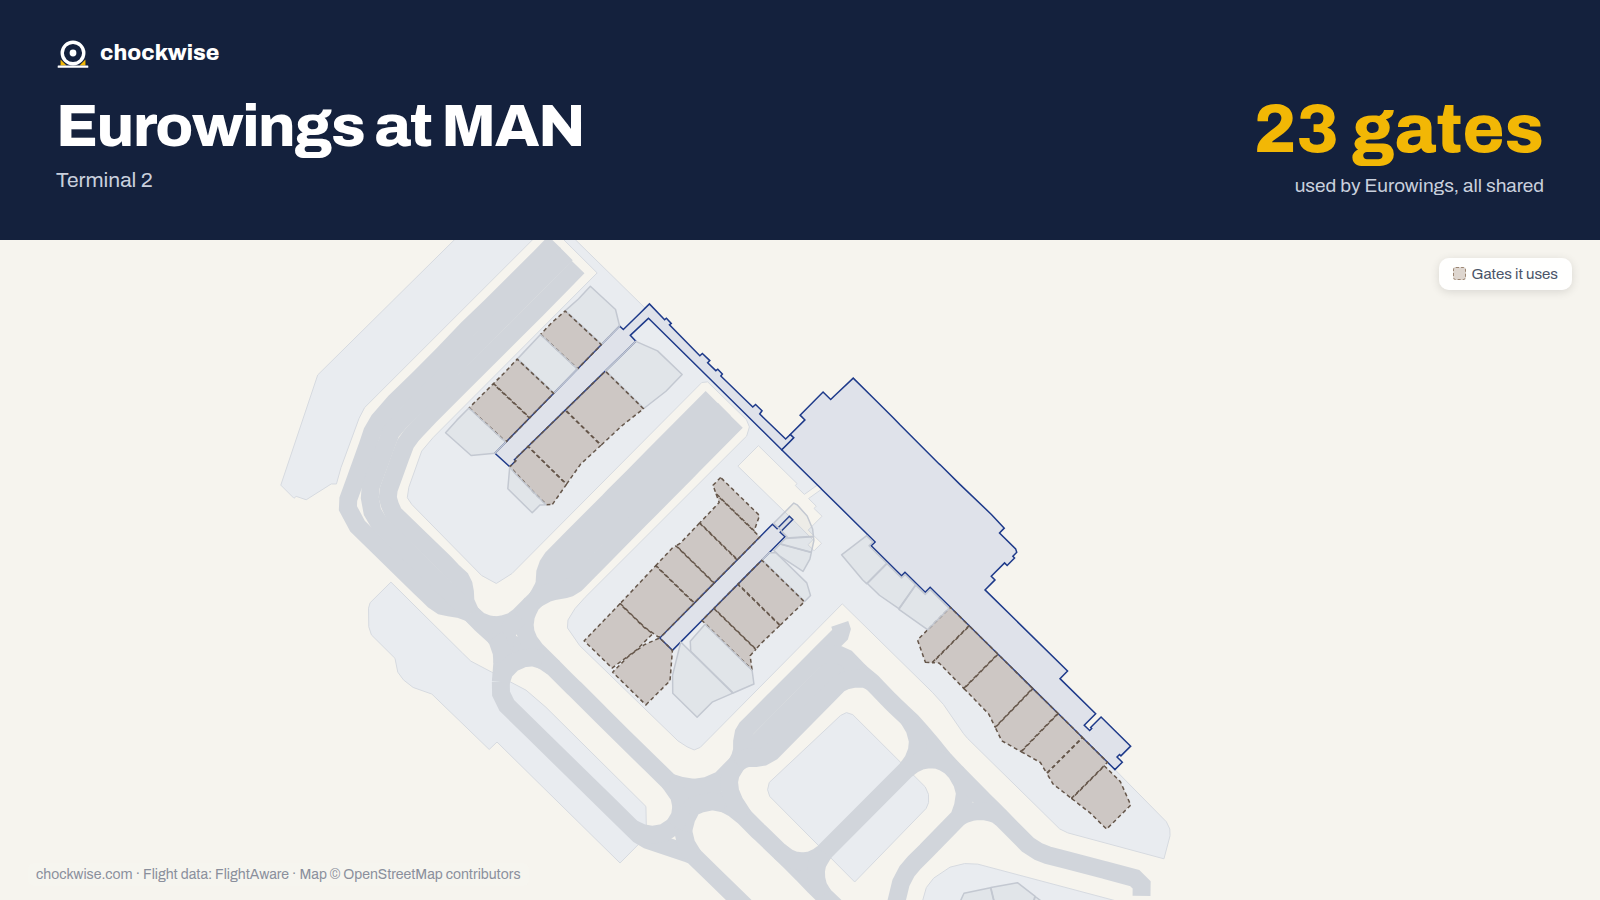 chockwise
Eurowings at MAN
Terminal 2
23 gates
used by Eurowings, all shared
Gates it uses
chockwise.com · Flight data: FlightAware · Map © OpenStreetMap contributors